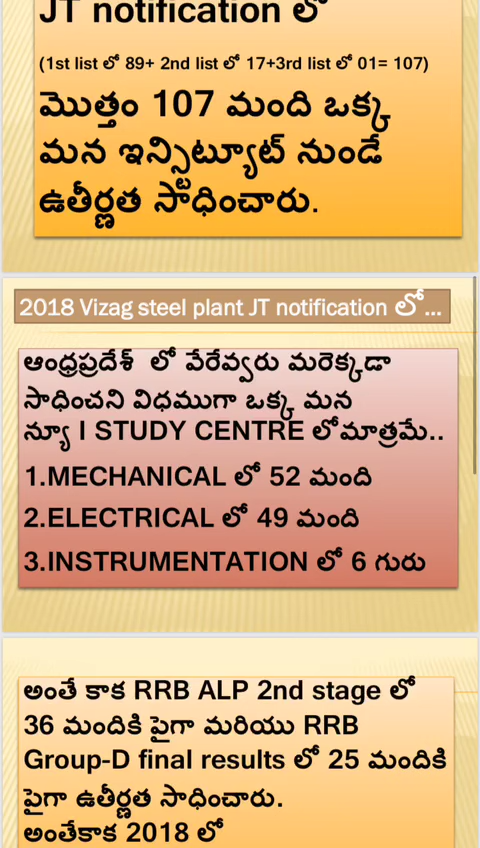 JT notification లో
(1st list లో 89+ 2nd list లో 17+3rd list లో 01= 107)
మొత్తం 107 మంది ఒక్క
మన ఇన్స్టిట్యూట్ నుండే
ఉతీర్ణత సాధించారు.
2018 Vizag steel plant JT notification లో...
ఆంధ్రప్రదేశ్ లో వేరేవ్వరు మరెక్కడా
సాధించని విధముగా ఒక్క మన
న్యూ I STUDY CENTRE లోమాత్రమే..
1.MECHANICAL లో 52 మంది
2.ELECTRICAL లో 49 మంది
3.INSTRUMENTATION లో 6 గురు
అంతే కాక RRB ALP 2nd stage లో
36 మందికి పైగా మరియు RRB
Group-D final results లో 25 మందికి
పైగా ఉతీర్ణత సాధించారు.
అంతేకాక 2018 లో